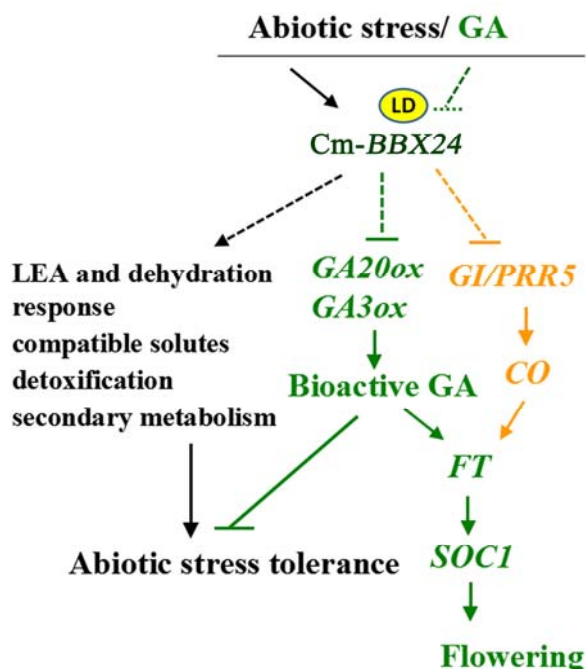 Abiotic stress/ GA
LD
Cm-BBX24
LEA and dehydration
response
compatible solutes
detoxification
secondary metabolism
GA20ox
GA3ox
Bioactive GA
GI/PRR5
CO
FT
SOC1
Abiotic stress tolerance
Flowering